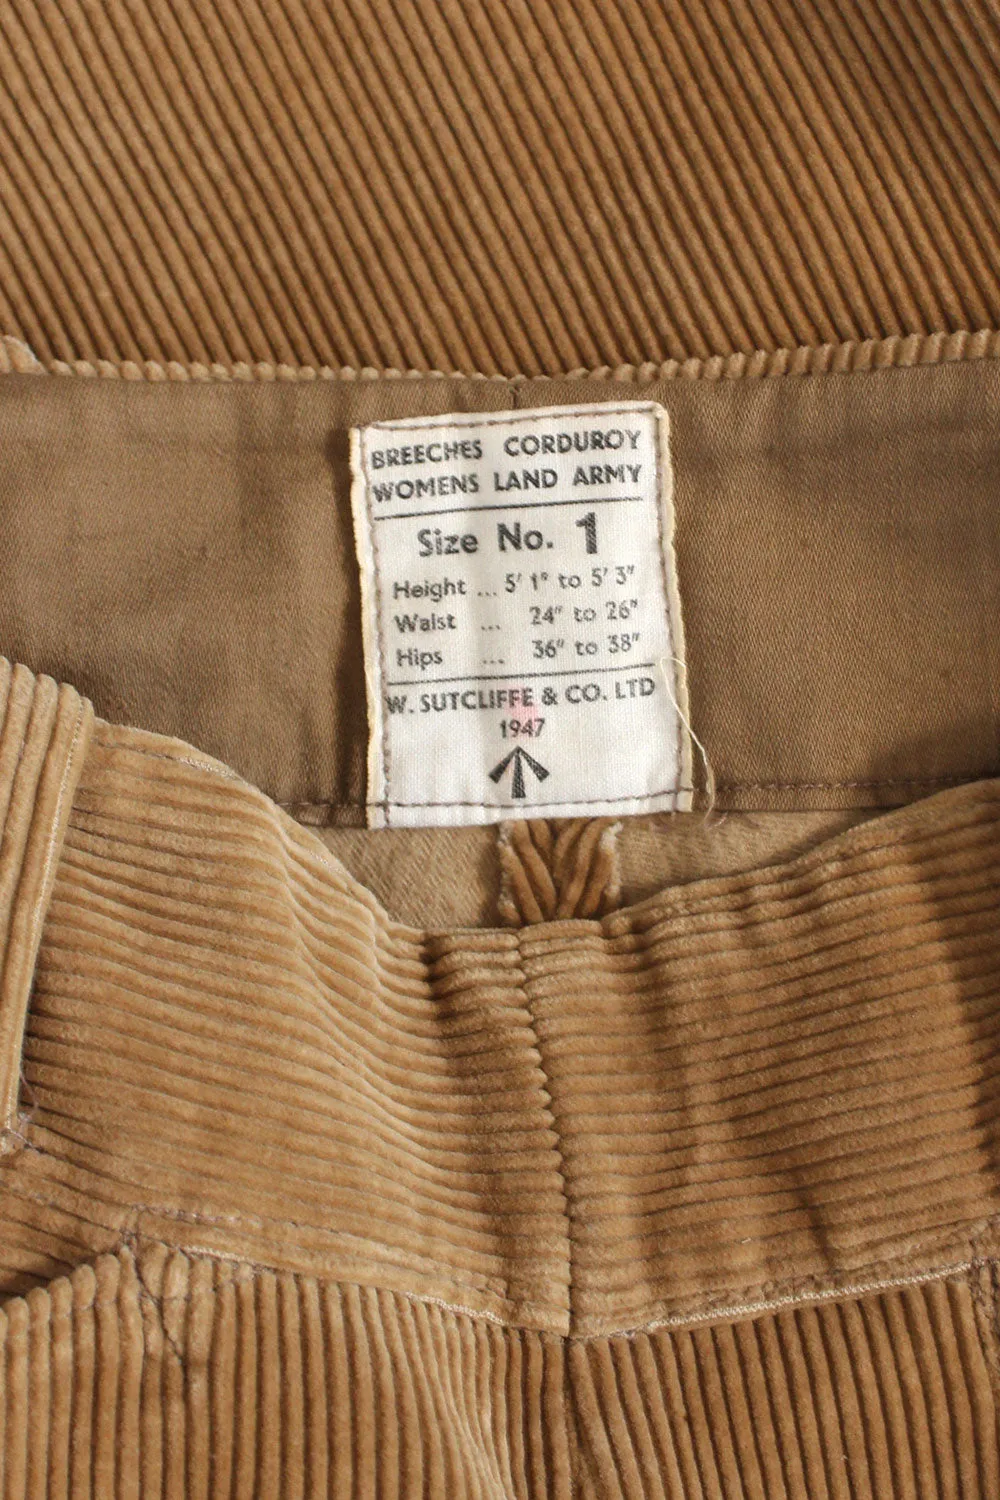 BREECHES CORDUROY
WOMENS LAND ARMY
Size No. 1
Height ... 5' 1" to 5' 3"
Waist ... 24" to 26"
Hips ... 36" to 38"
W. SUTCLIFFE & CO. LTD
1947